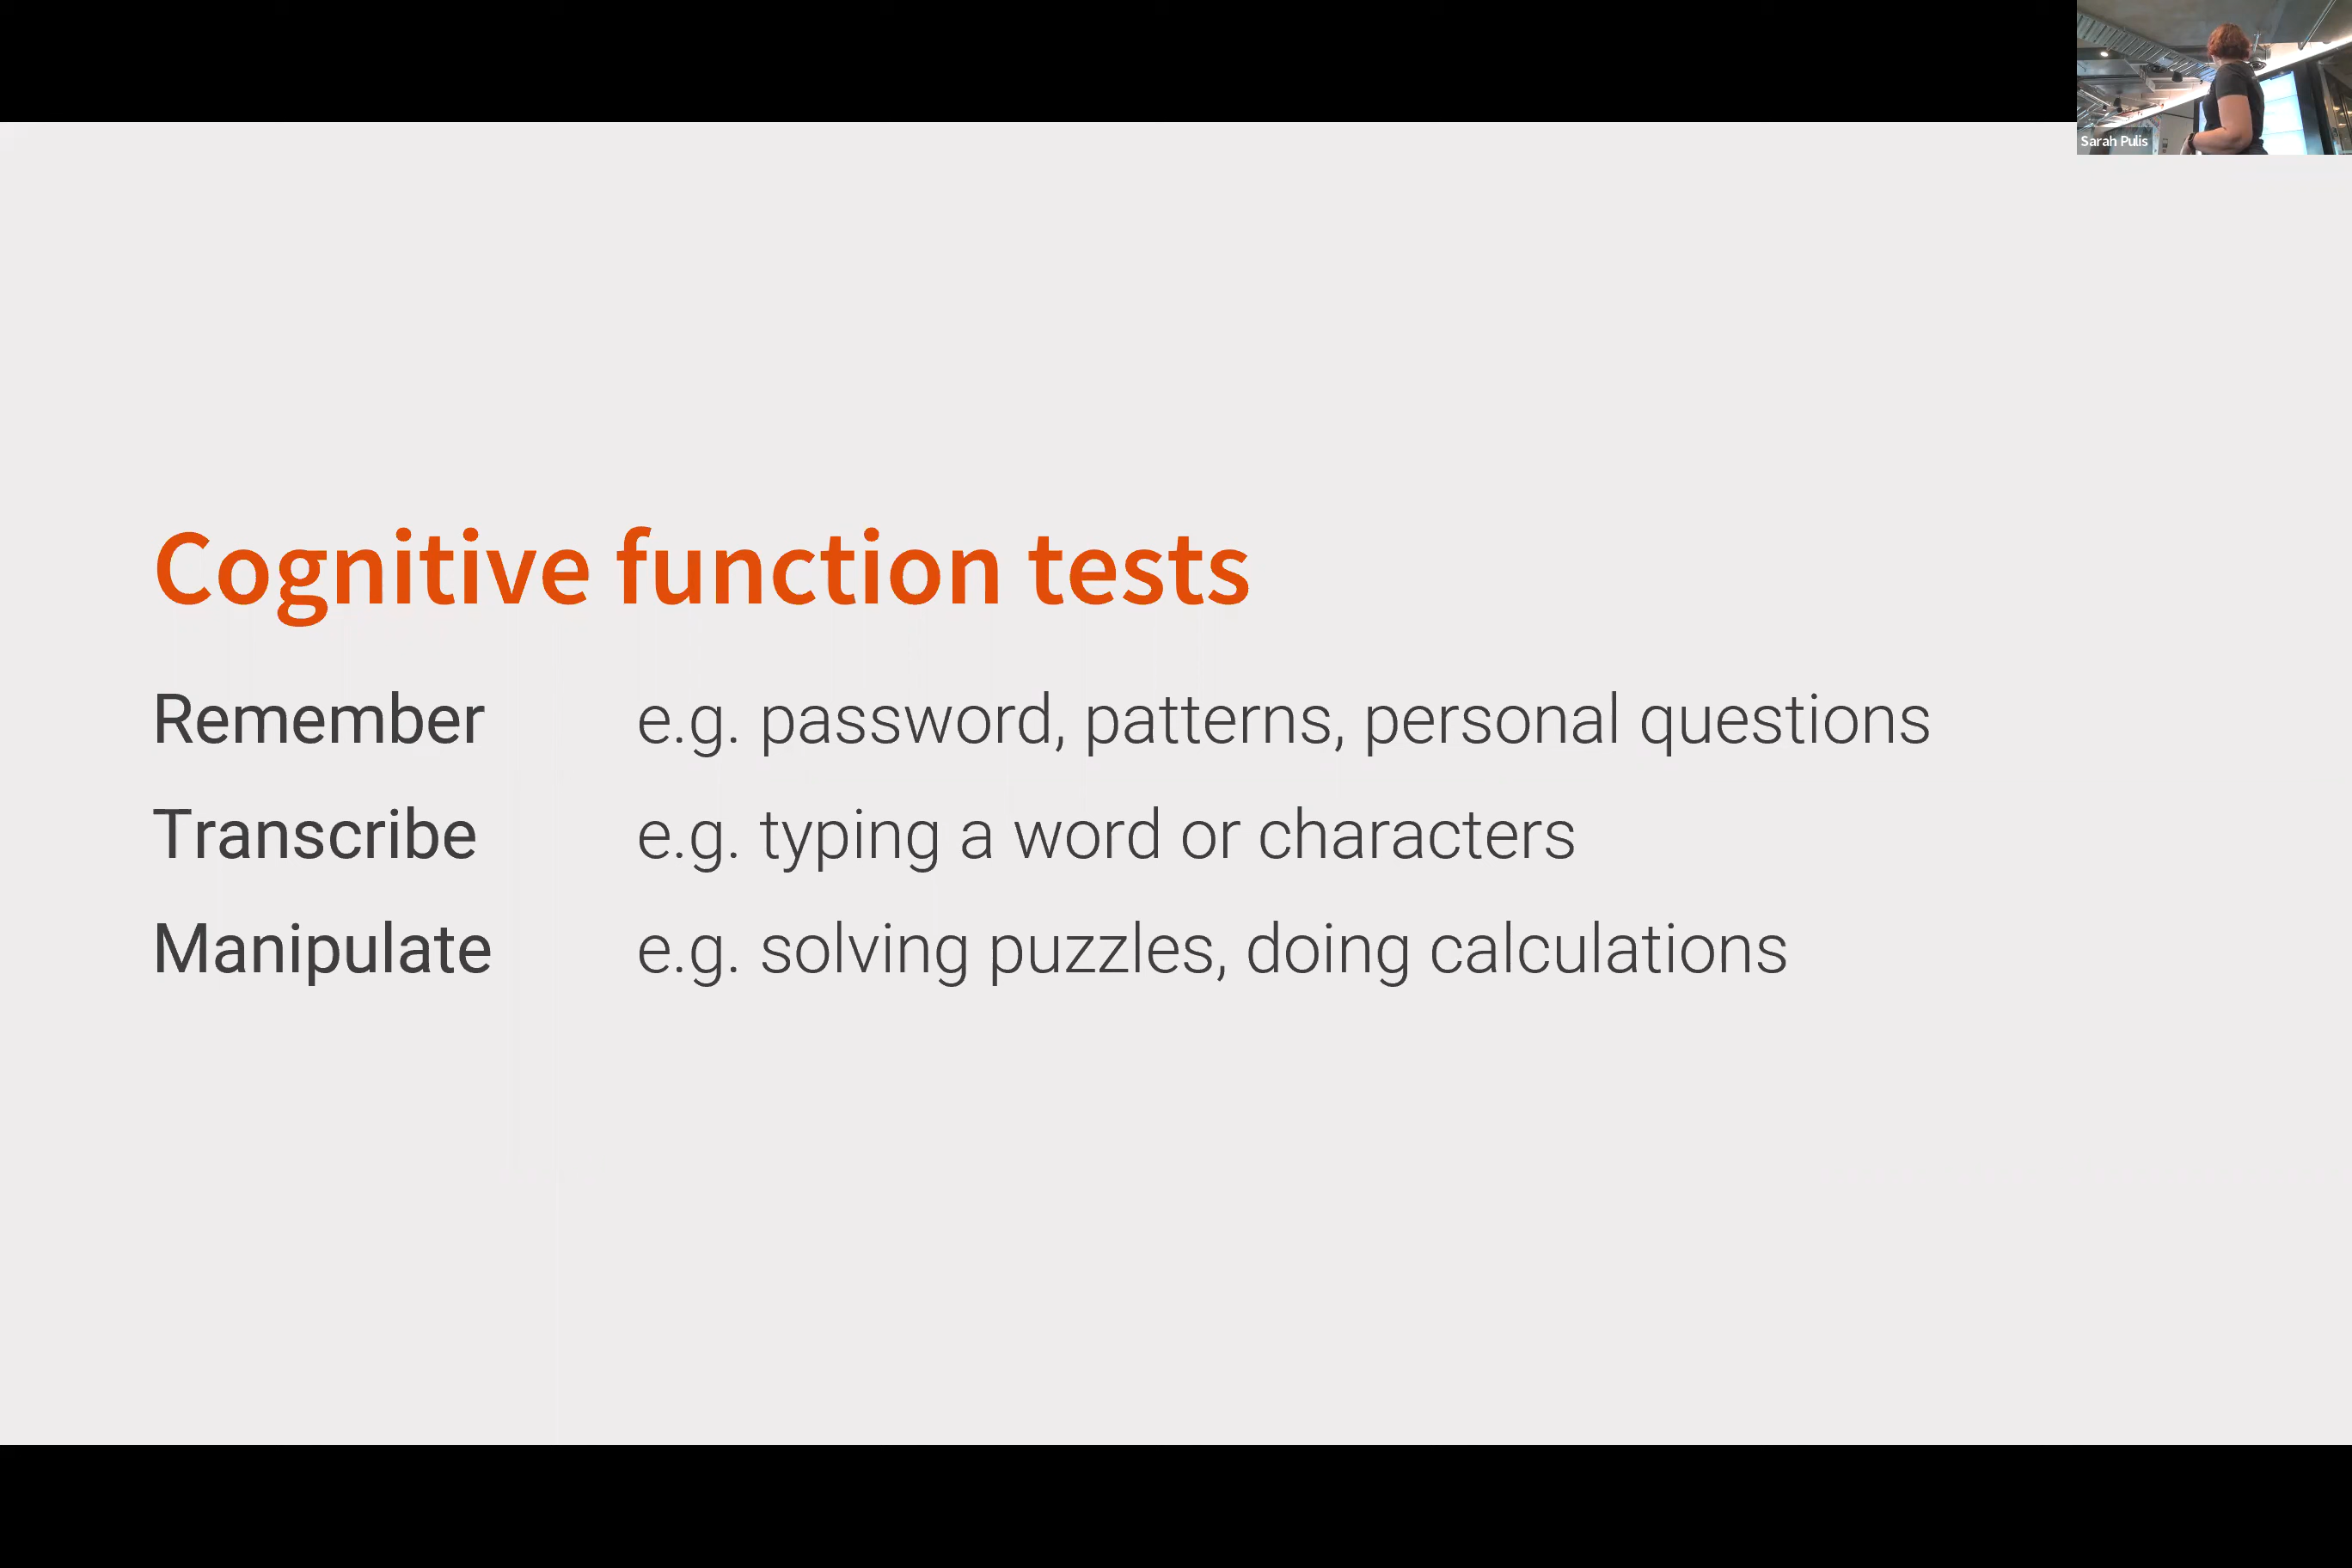 Sarah Pulis
Cognitive function tests
Remember e.g. password, patterns, personal questions
Transcribe e.g. typing a word or characters
Manipulate e.g. solving puzzles, doing calculations